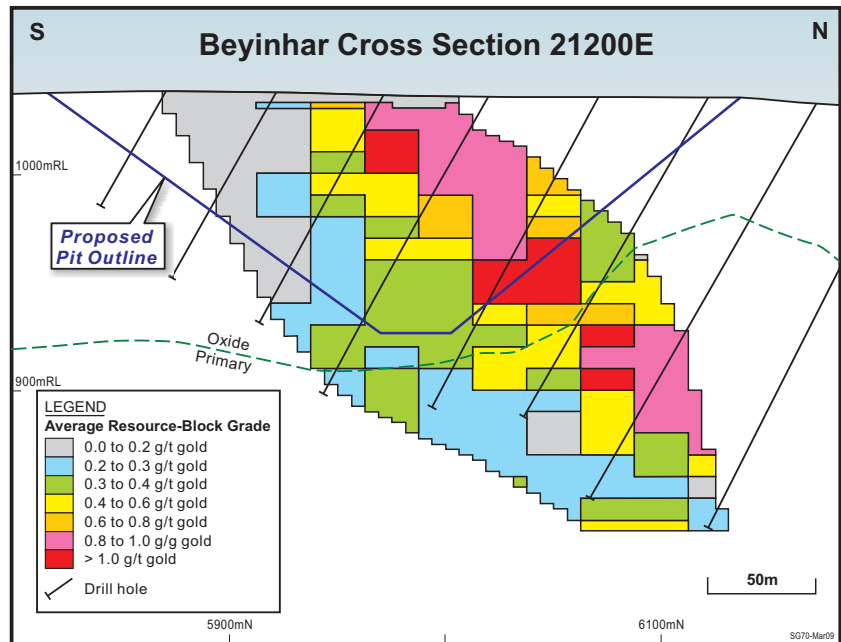 S
Beyinhar Cross Section 21200E
N
1000mRL
Proposed
Pit Outline
Oxide
Primary
900mRL
LEGEND
Average Resource-Block Grade
0.0 to 0.2 g/t gold
0.2 to 0.3 g/t gold
0.3 to 0.4 g/t gold
0.4 to 0.6 g/t gold
0.6 to 0.8 g/t gold
0.8 to 1.0 g/g gold
> 1.0 g/t gold
Drill hole
50m
5900mN
6100mN
SG70-Mar09